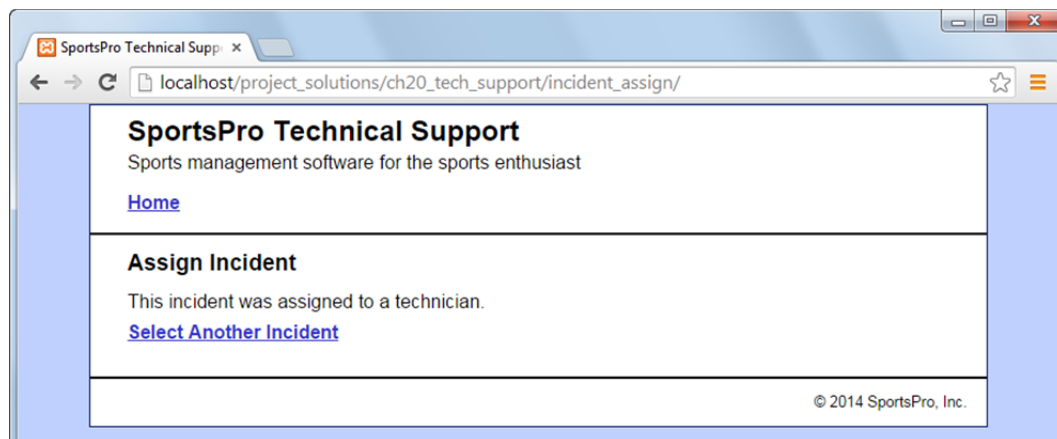 SportsPro Technical Supp
localhost/project_solutions/ch20_tech_support/incident_assign/
SportsPro Technical Support
Sports management software for the sports enthusiast
Home
Assign Incident
This incident was assigned to a technician.
Select Another Incident
© 2014 SportsPro, Inc.